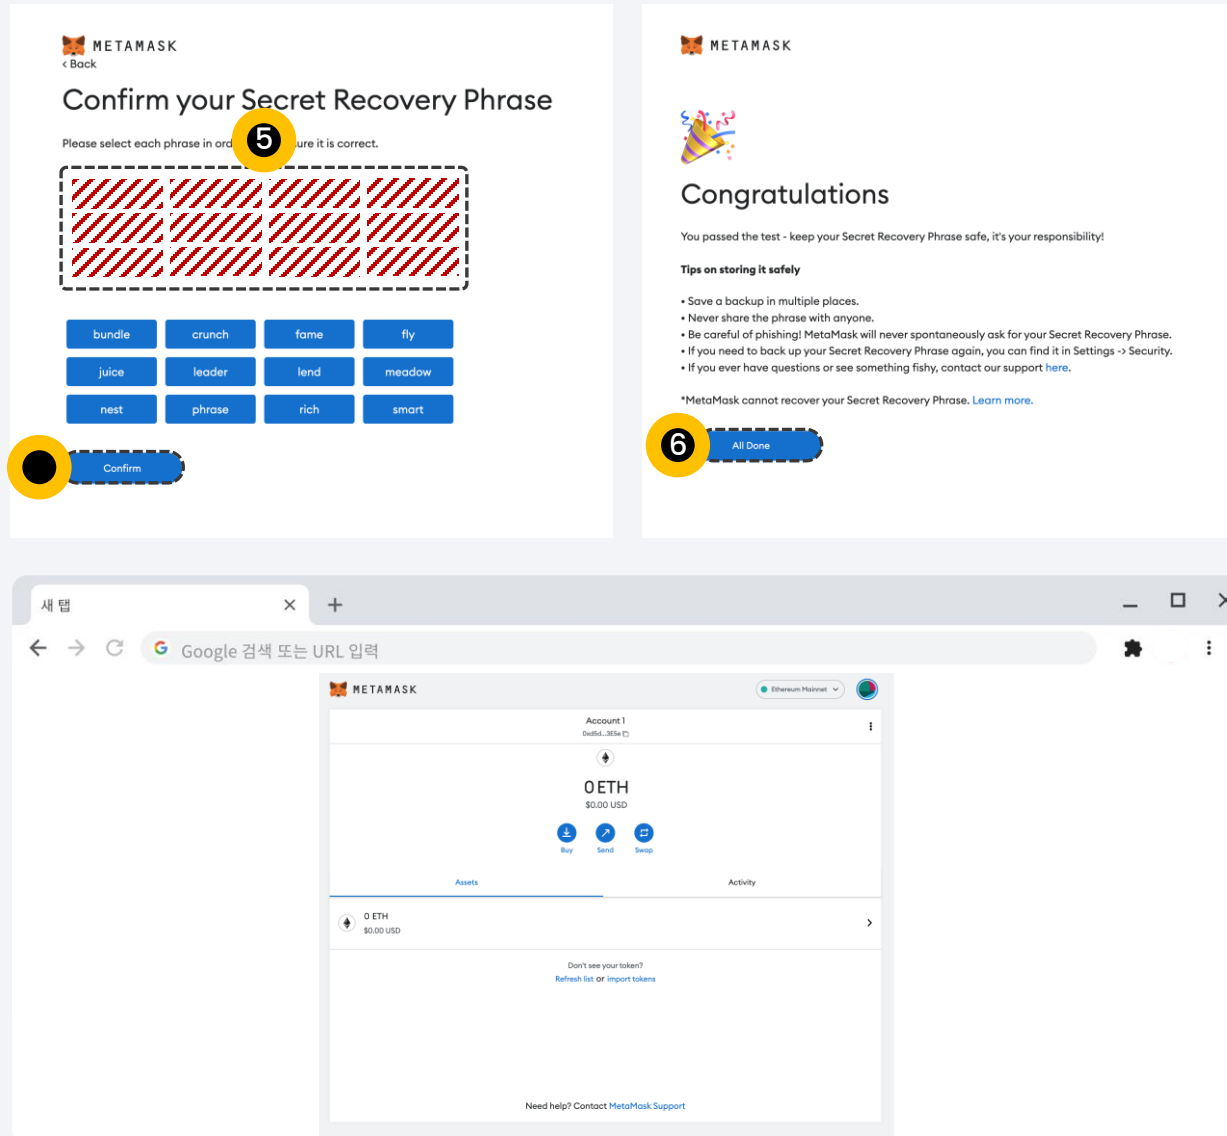 METAMASK
< Back
Confirm your Secret Recovery Phrase
Please select each phrase in ord
ure it is correct.
5
bundle crunch fame fly
juice leader lend meadow
nest phrase rich smart
Confirm
METAMASK
Congratulations
You passed the test - keep your Secret Recovery Phrase safe, it's your responsibility!
Tips on storing it safely
• Save a backup in multiple places.
• Never share the phrase with anyone.
• Be careful of phishing! MetaMask will never spontaneously ask for your Secret Recovery Phrase.
• If you need to back up your Secret Recovery Phrase again, you can find it in Settings -> Security.
• If you ever have questions or see something fishy, contact our support here.
*MetaMask cannot recover your Secret Recovery Phrase. Learn more.
6
All Done
새 탭
Google 검색 또는 URL 입력
METAMASK
Ethereum Mainnet
Account 1
0xd5d...3E5e
0 ETH
$0.00 USD
Buy Send Swap
Assets Activity
0 ETH
$0.00 USD
Don't see your token?
Refresh list or import tokens
Need help? Contact MetaMask Support